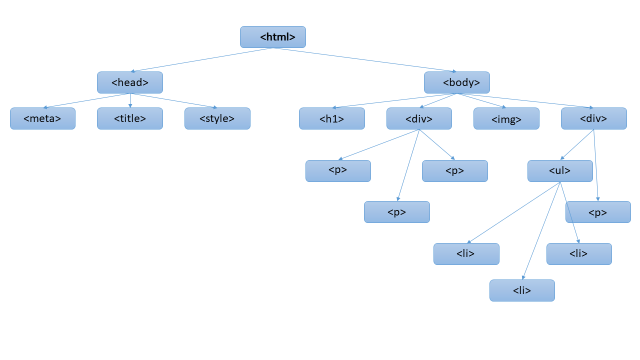 <html>
<head>
<body>
<meta>
<title>
<style>
<h1>
<div>
<img>
<div>
<p>
<p>
<ul>
<p>
<p>
<li>
<li>
<li>